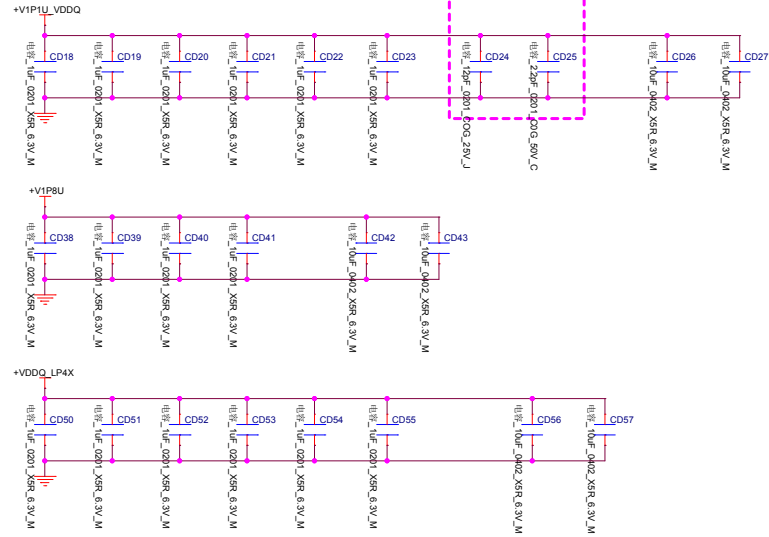 +V1P1U_VDDQ
CD18
CD19
CD20
CD21
CD22
CD23
CD24
CD25
CD26
CD27
电容_1uF_0201_X5R_6.3V_M
电容_1uF_0201_X5R_6.3V_M
电容_1uF_0201_X5R_6.3V_M
电容_1uF_0201_X5R_6.3V_M
电容_1uF_0201_X5R_6.3V_M
电容_1uF_0201_X5R_6.3V_M
电容_12pF_0201_COG_25V_J
电容_2.2pF_0201_C0G_50V_C
电容_10uF_0402_X5R_6.3V_M
电容_10uF_0402_X5R_6.3V_M
+V1P8U
CD38
CD39
CD40
CD41
CD42
CD43
电容_1uF_0201_X5R_6.3V_M
电容_1uF_0201_X5R_6.3V_M
电容_1uF_0201_X5R_6.3V_M
电容_1uF_0201_X5R_6.3V_M
电容_10uF_0402_X5R_6.3V_M
电容_10uF_0402_X5R_6.3V_M
+VDDQ_LP4X
CD50
CD51
CD52
CD53
CD54
CD55
CD56
CD57
电容_1uF_0201_X5R_6.3V_M
电容_1uF_0201_X5R_6.3V_M
电容_1uF_0201_X5R_6.3V_M
电容_1uF_0201_X5R_6.3V_M
电容_1uF_0201_X5R_6.3V_M
电容_1uF_0201_X5R_6.3V_M
电容_10uF_0402_X5R_6.3V_M
电容_10uF_0402_X5R_6.3V_M